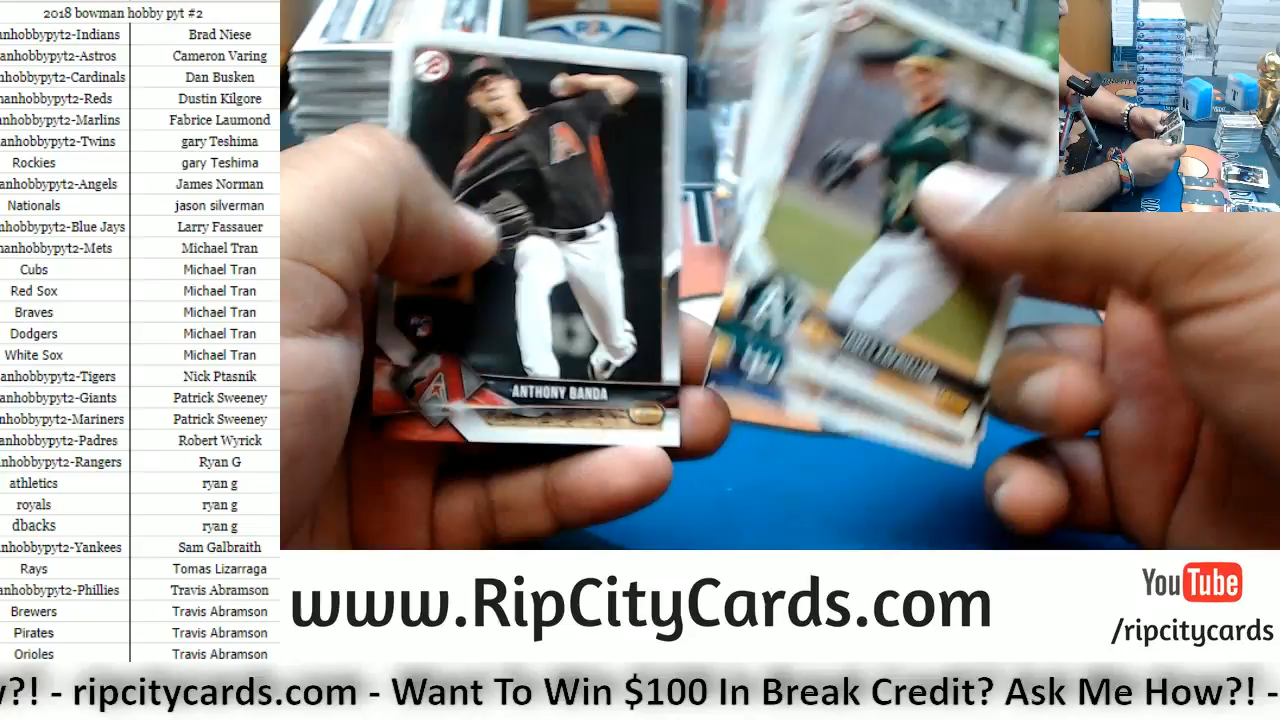 2018 bowman hobby pyt #2
nhobbypyt2-Indians Brad Niese
anhobbypyt2-Astros Cameron Varing
hobbypyt2-Cardinals Dan Busken
manhobbypyt2-Reds Dustin Kilgore
anhobbypyt2-Marlins Fabrice Laumond
anhobbypyt2-Twins gary Teshima
Rockies gary Teshima
anhobbypyt2-Angels James Norman
Nationals jason silverman
nhobbypyt2-Blue Jays Larry Fassauer
manhobbypyt2-Mets Michael Tran
Cubs Michael Tran
Red Sox Michael Tran
Braves Michael Tran
Dodgers Michael Tran
White Sox Michael Tran
anhobbypyt2-Tigers Nick Ptasnik
anhobbypyt2-Giants Patrick Sweeney
nhobbypyt2-Mariners Patrick Sweeney
anhobbypyt2-Padres Robert Wyrick
nhobbypyt2-Rangers Ryan G
athletics ryan g
royals ryan g
dbacks ryan g
nhobbypyt2-Yankees Sam Galbraith
Rays Tomas Lizarraga
anhobbypyt2-Phillies Travis Abramson
Brewers Travis Abramson
Pirates Travis Abramson
Orioles Travis Abramson
A
ANTHONY BANDA
www.RipCityCards.com
YouTube
/ripcitycards
?! - ripcitycards.com - Want To Win $100 In Break Credit? Ask Me How?! -